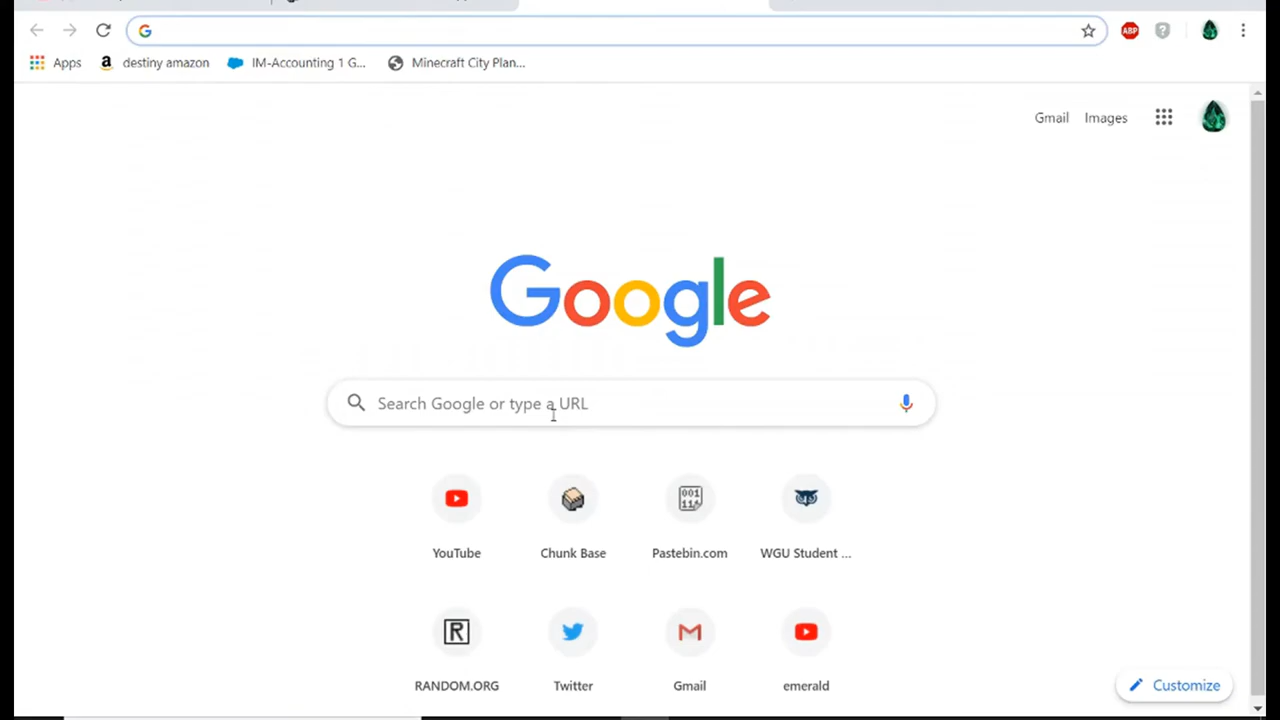 ABP
Apps
destiny amazon
IM-Accounting 1 G...
Minecraft City Plan...
Gmail
Images
Google
Search Google or type a URL
YouTube
Chunk Base
Pastebin.com
WGU Student ...
RANDOM.ORG
Twitter
Gmail
emerald
Customize